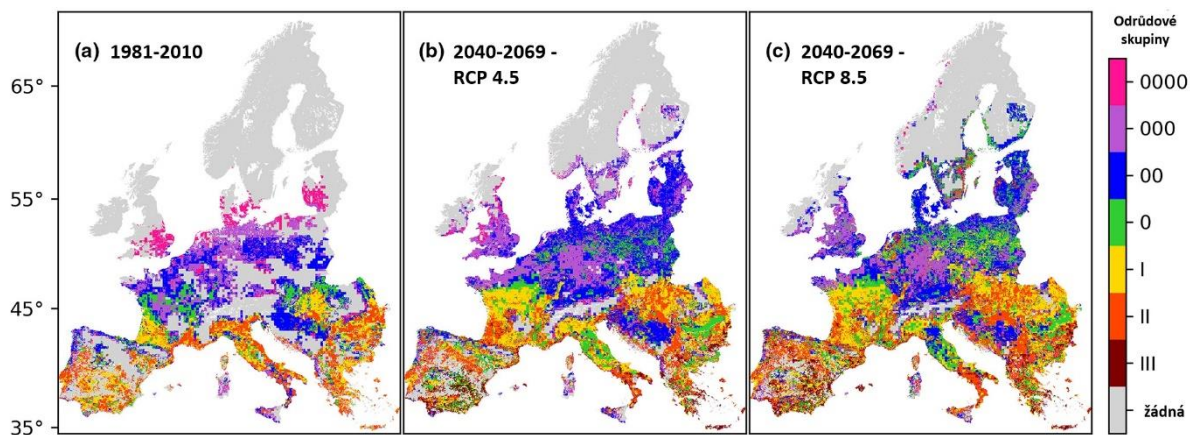 (a) 1981-2010
(b) 2040-2069 -
RCP 4.5
(c) 2040-2069 -
RCP 8.5
65°
55°
45°
35°
Odrůdové
skupiny
0000
000
00
0
I
II
III
žádná